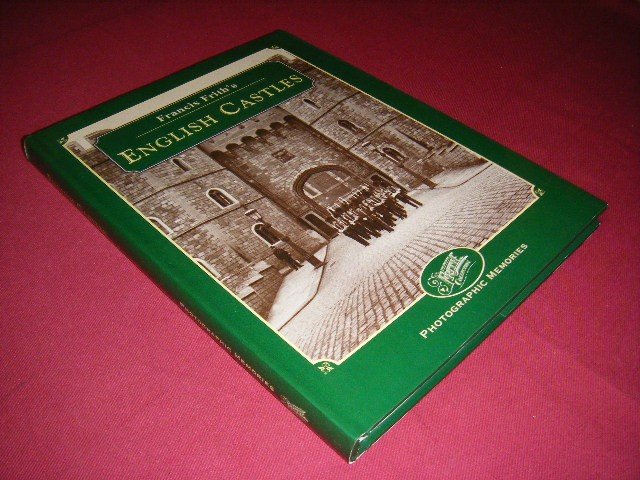 Francis Frith's
ENGLISH CASTLES
PHOTOGRAPHIC MEMORIES
PHOTOGRAPHIC MEMORIES